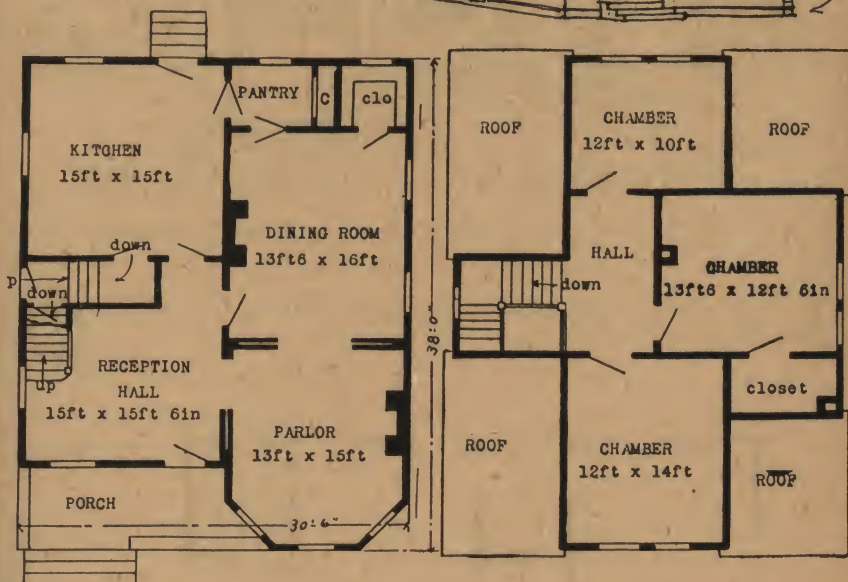 PANTRY
C
clo
KITCHEN
15ft x 15ft
DINING ROOM
13ft6 x 16ft
down
p
down
up
RECEPTION
HALL
15ft x 15ft 6in
PARLOR
13ft x 15ft
PORCH
30-6"
38-0"
ROOF
CHAMBER
12ft x 10ft
ROOF
HALL
down
CHAMBER
13ft6 x 12ft 6in
closet
ROOF
CHAMBER
12ft x 14ft
ROOF